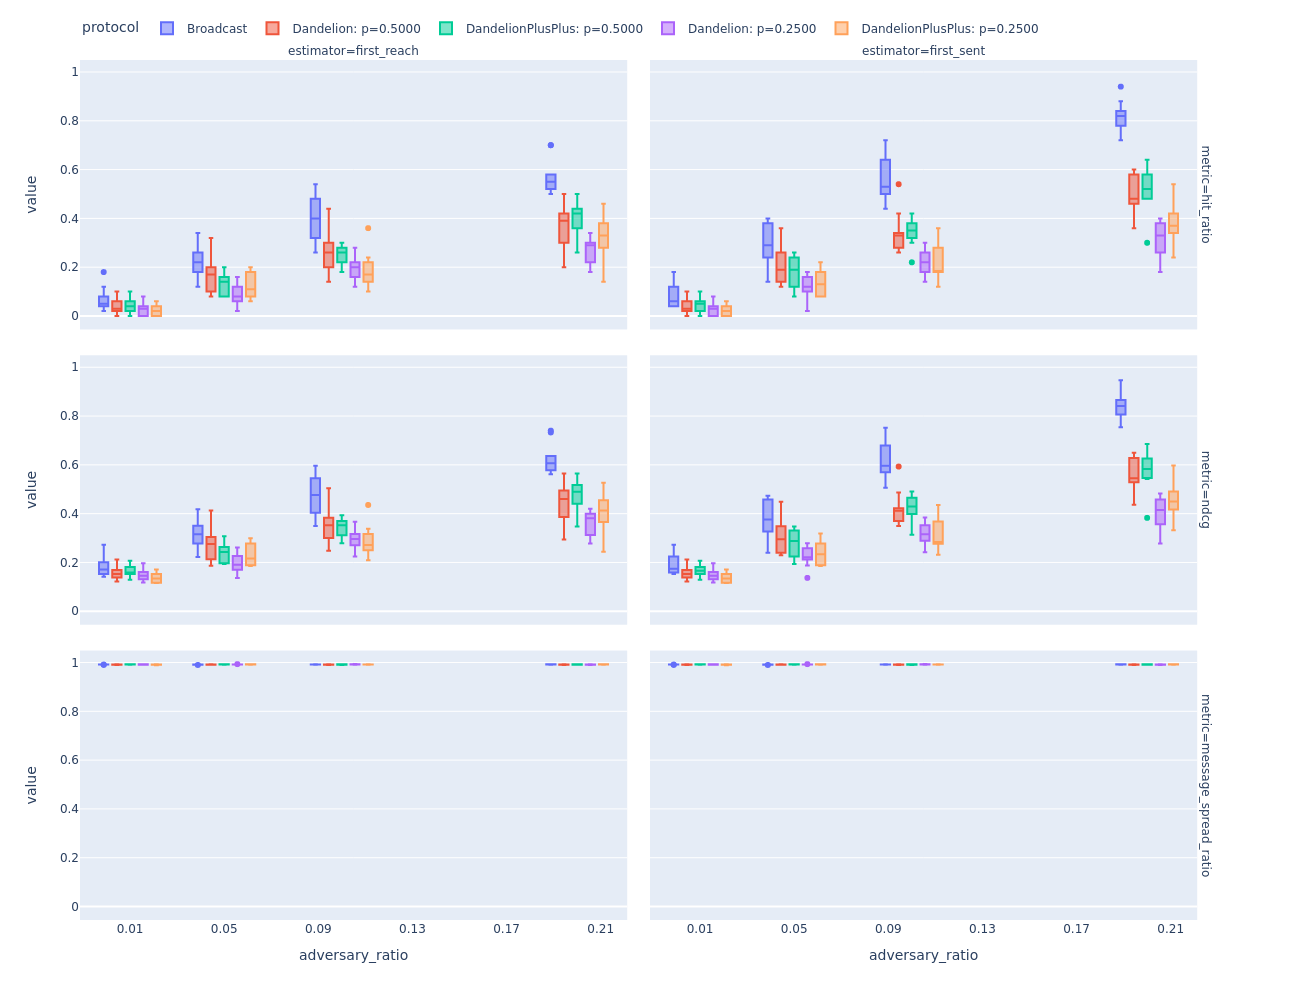 protocol Broadcast Dandelion: p=0.5000 DandelionPlusPlus: p=0.5000 Dandelion: p=0.2500 DandelionPlusPlus: p=0.2500
estimator=first_reach estimator=first_sent
1
0.8
0.6
0.4
0.2
0
value
metric=hit_ratio
1
0.8
0.6
0.4
0.2
0
value
metric=ndcg
1
0.8
0.6
0.4
0.2
0
value
metric=message_spread_ratio
0.01 0.05 0.09 0.13 0.17 0.21 0.01 0.05 0.09 0.13 0.17 0.21
adversary_ratio adversary_ratio